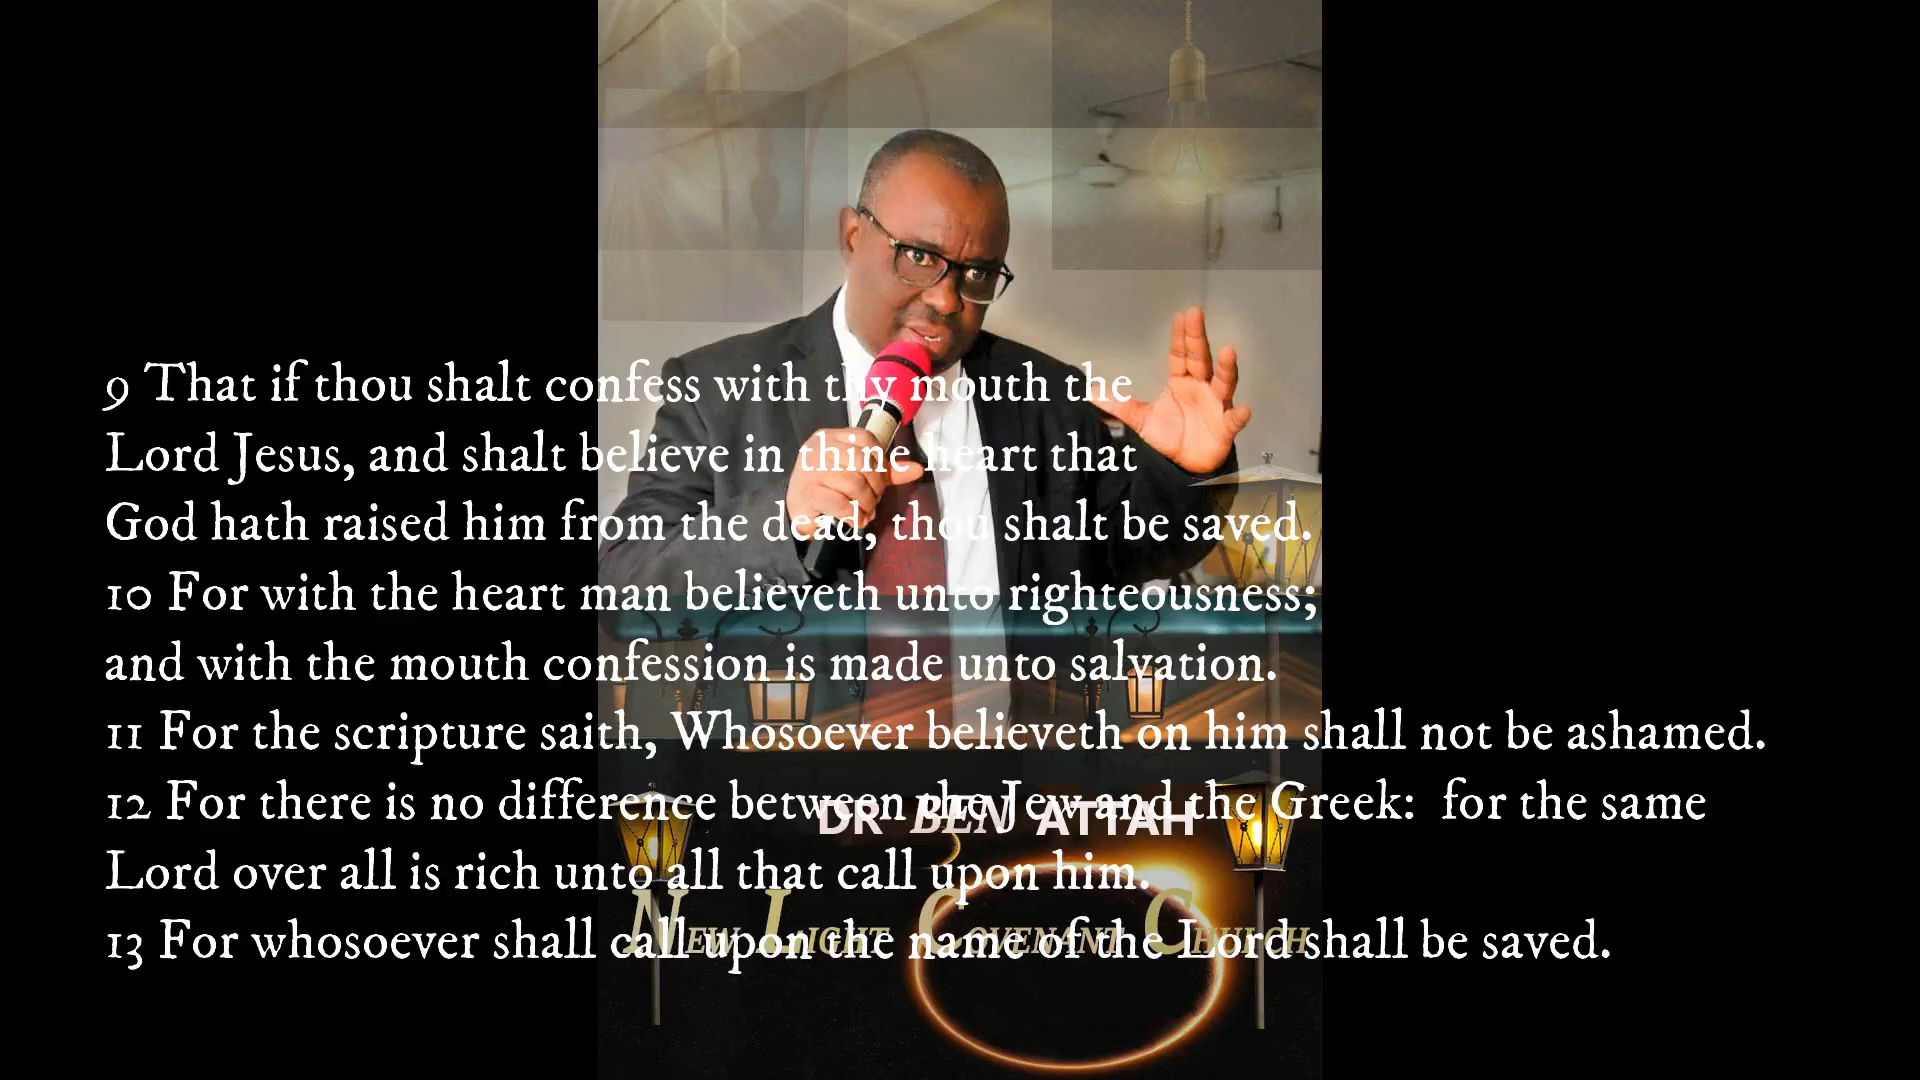 9 That if thou shalt confess with thy mouth the
Lord Jesus, and shalt believe in thine heart that
God hath raised him from the dead, thou shalt be saved.
10 For with the heart man believeth unto righteousness;
and with the mouth confession is made unto salvation.
11 For the scripture saith, Whosoever believeth on him shall not be ashamed.
12 For there is no difference between the Jew and the Greek:  for the same
Lord over all is rich unto all that call upon him.
13 For whosoever shall call upon the name of the Lord shall be saved.
DR BEN ATTAH
New Light Covenant Church